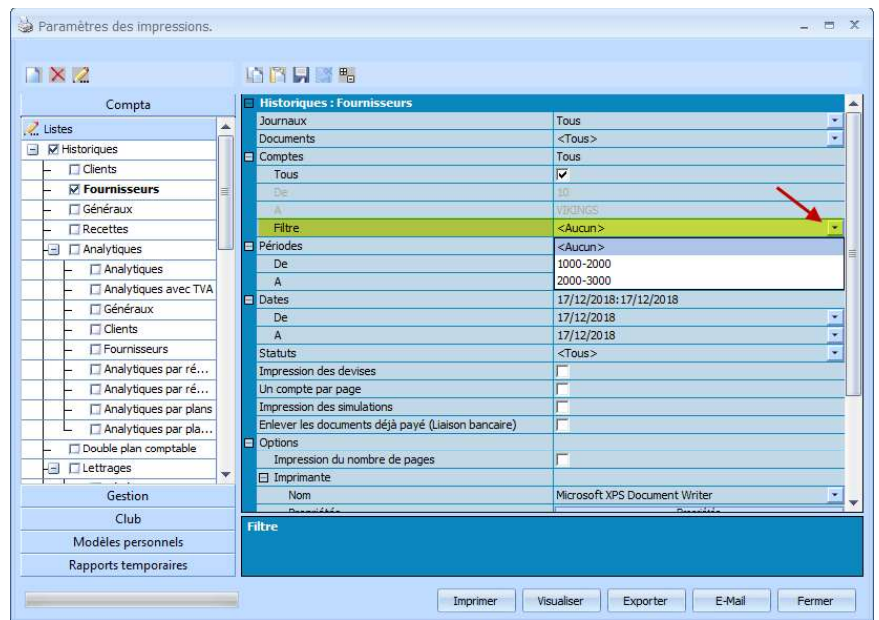 Paramètres des impressions.
Compta
Listes
Historiques
Clients
Fournisseurs
Généraux
Recettes
Analytiques
Analytiques
Analytiques avec TVA
Généraux
Clients
Fournisseurs
Analytiques par ré...
Analytiques par ré...
Analytiques par plans
Analytiques par pla...
Double plan comptable
Lettrages
Gestion
Club
Modèles personnels
Rapports temporaires
Historiques : Fournisseurs
Journaux Tous
Documents <Tous>
Comptes Tous
Tous
De 10
A VIKINGS
Filtre <Aucun>
Périodes <Aucun>
De 1000-2000
A 2000-3000
Dates 17/12/2018:17/12/2018
De 17/12/2018
A 17/12/2018
Statuts <Tous>
Impression des devises
Un compte par page
Impression des simulations
Enlever les documents déjà payé (Liaison bancaire)
Options
Impression du nombre de pages
Imprimante
Nom Microsoft XPS Document Writer
Filtre
Imprimer Visualiser Exporter E-Mail Fermer